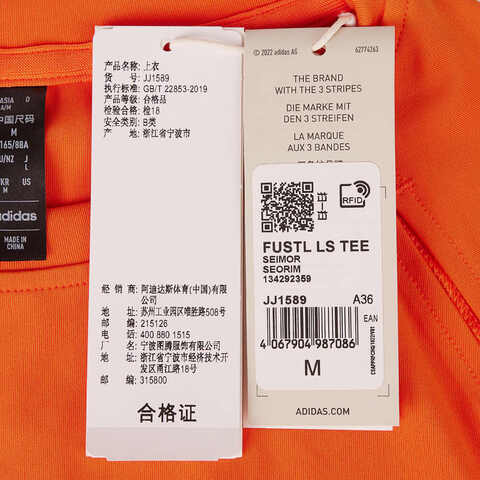 ASIA D
A/M
中国尺码
M
165/88A
U/NZ J
L
KR US
M
adidas
MADE IN
CHINA
产品名称: 上衣
货 号: JJ1589
执行标准: GB/T 22853-2019
产品等级: 合格品
检验合格: 检18
安全类别: B类
产 地: 浙江省宁波市
经 销 商: 阿迪达斯体育(中国)有限
公司
地 址: 苏州工业园区唯胜路508号
邮 编: 215126
电 话: 400 880 1515
制 造 商: 宁波图腾服饰有限公司
地 址: 浙江省宁波市经济技术开
发区凤洋二路18号
邮 编: 315800
合格证
© 2022 adidas AG 62774263
THE BRAND
WITH THE 3 STRIPES
DIE MARKE MIT
DEN 3 STREIFEN
LA MARQUE
AUX 3 BANDES
RFID
FUSTL LS TEE
SEIMOR
SEORIM
134292359
JJ1589 A36
EAN
4 067904 987086
M
ADIDAS.COM